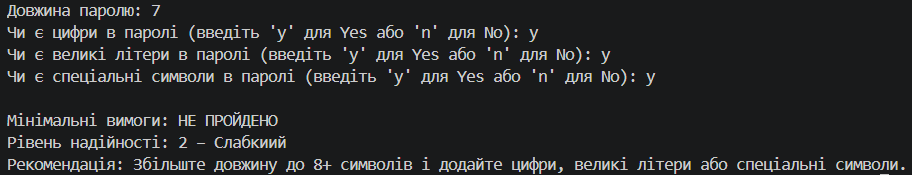 Довжина паролю: 7
Чи є цифри в паролі (введіть 'y' для Yes або 'n' для No): y
Чи є великі літери в паролі (введіть 'y' для Yes або 'n' для No): y
Чи є спеціальні символи в паролі (введіть 'y' для Yes або 'n' для No): y

Мінімальні вимоги: НЕ ПРОЙДЕНО
Рівень надійності: 2 – Слабкиий
Рекомендація: Збільште довжину до 8+ символів і додайте цифри, великі літери або спеціальні символи.